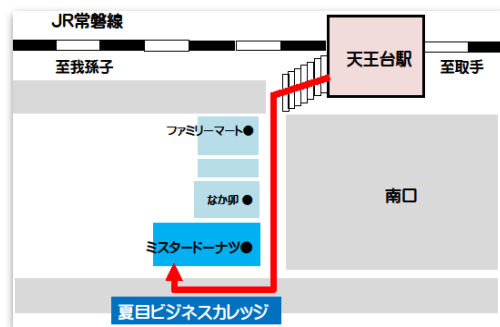 JR常磐線
天王台駅
至我孫子
至取手
ファミリーマート
なか卯
南口
ミスタードーナツ
夏目ビジネスカレッジ